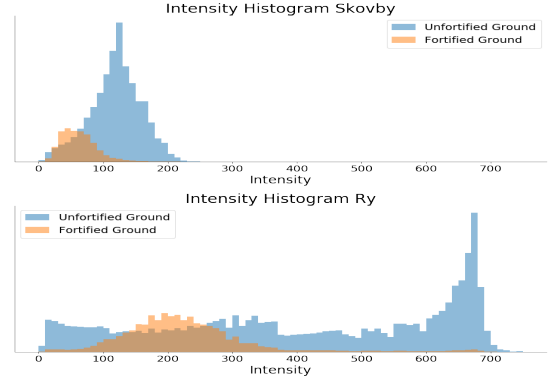 Intensity Histogram Skovby
Unfortified Ground
Fortified Ground
0 100 200 300 400 500 600 700
Intensity
Intensity Histogram Ry
Unfortified Ground
Fortified Ground
0 100 200 300 400 500 600 700
Intensity